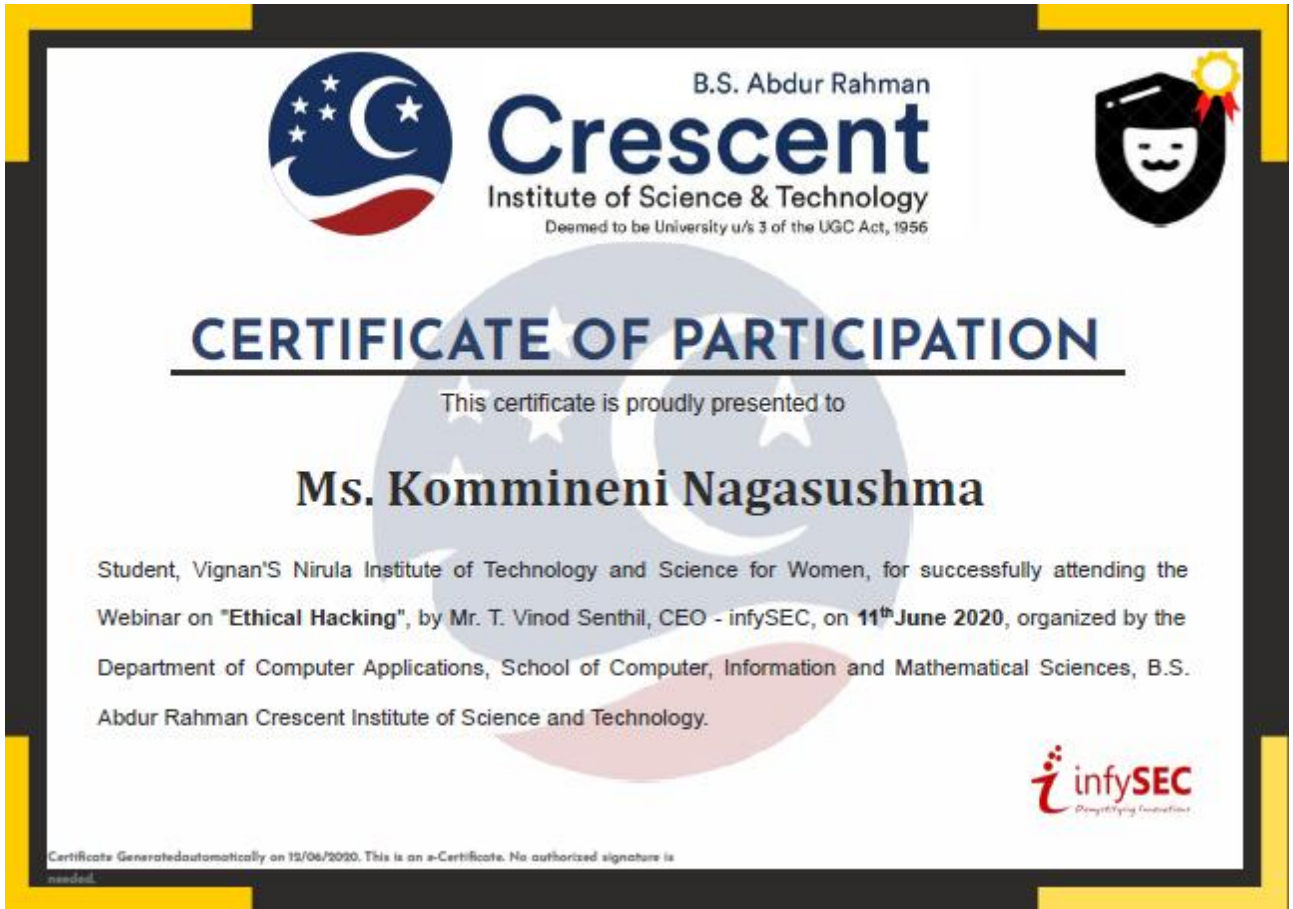 B.S. Abdur Rahman
Crescent
Institute of Science & Technology
Deemed to be University u/s 3 of the UGC Act, 1956
CERTIFICATE OF PARTICIPATION
This certificate is proudly presented to
Ms. Kommineni Nagasushma
Student, Vignan'S Nirula Institute of Technology and Science for Women, for successfully attending the
Webinar on "Ethical Hacking", by Mr. T. Vinod Senthil, CEO - infySEC, on 11th June 2020, organized by the
Department of Computer Applications, School of Computer, Information and Mathematical Sciences, B.S.
Abdur Rahman Crescent Institute of Science and Technology.
infySEC
Demystifying Innovations
Certificate Generatedautomatically on 12/06/2020. This is an e-Certificate. No authorized signature is
needed.